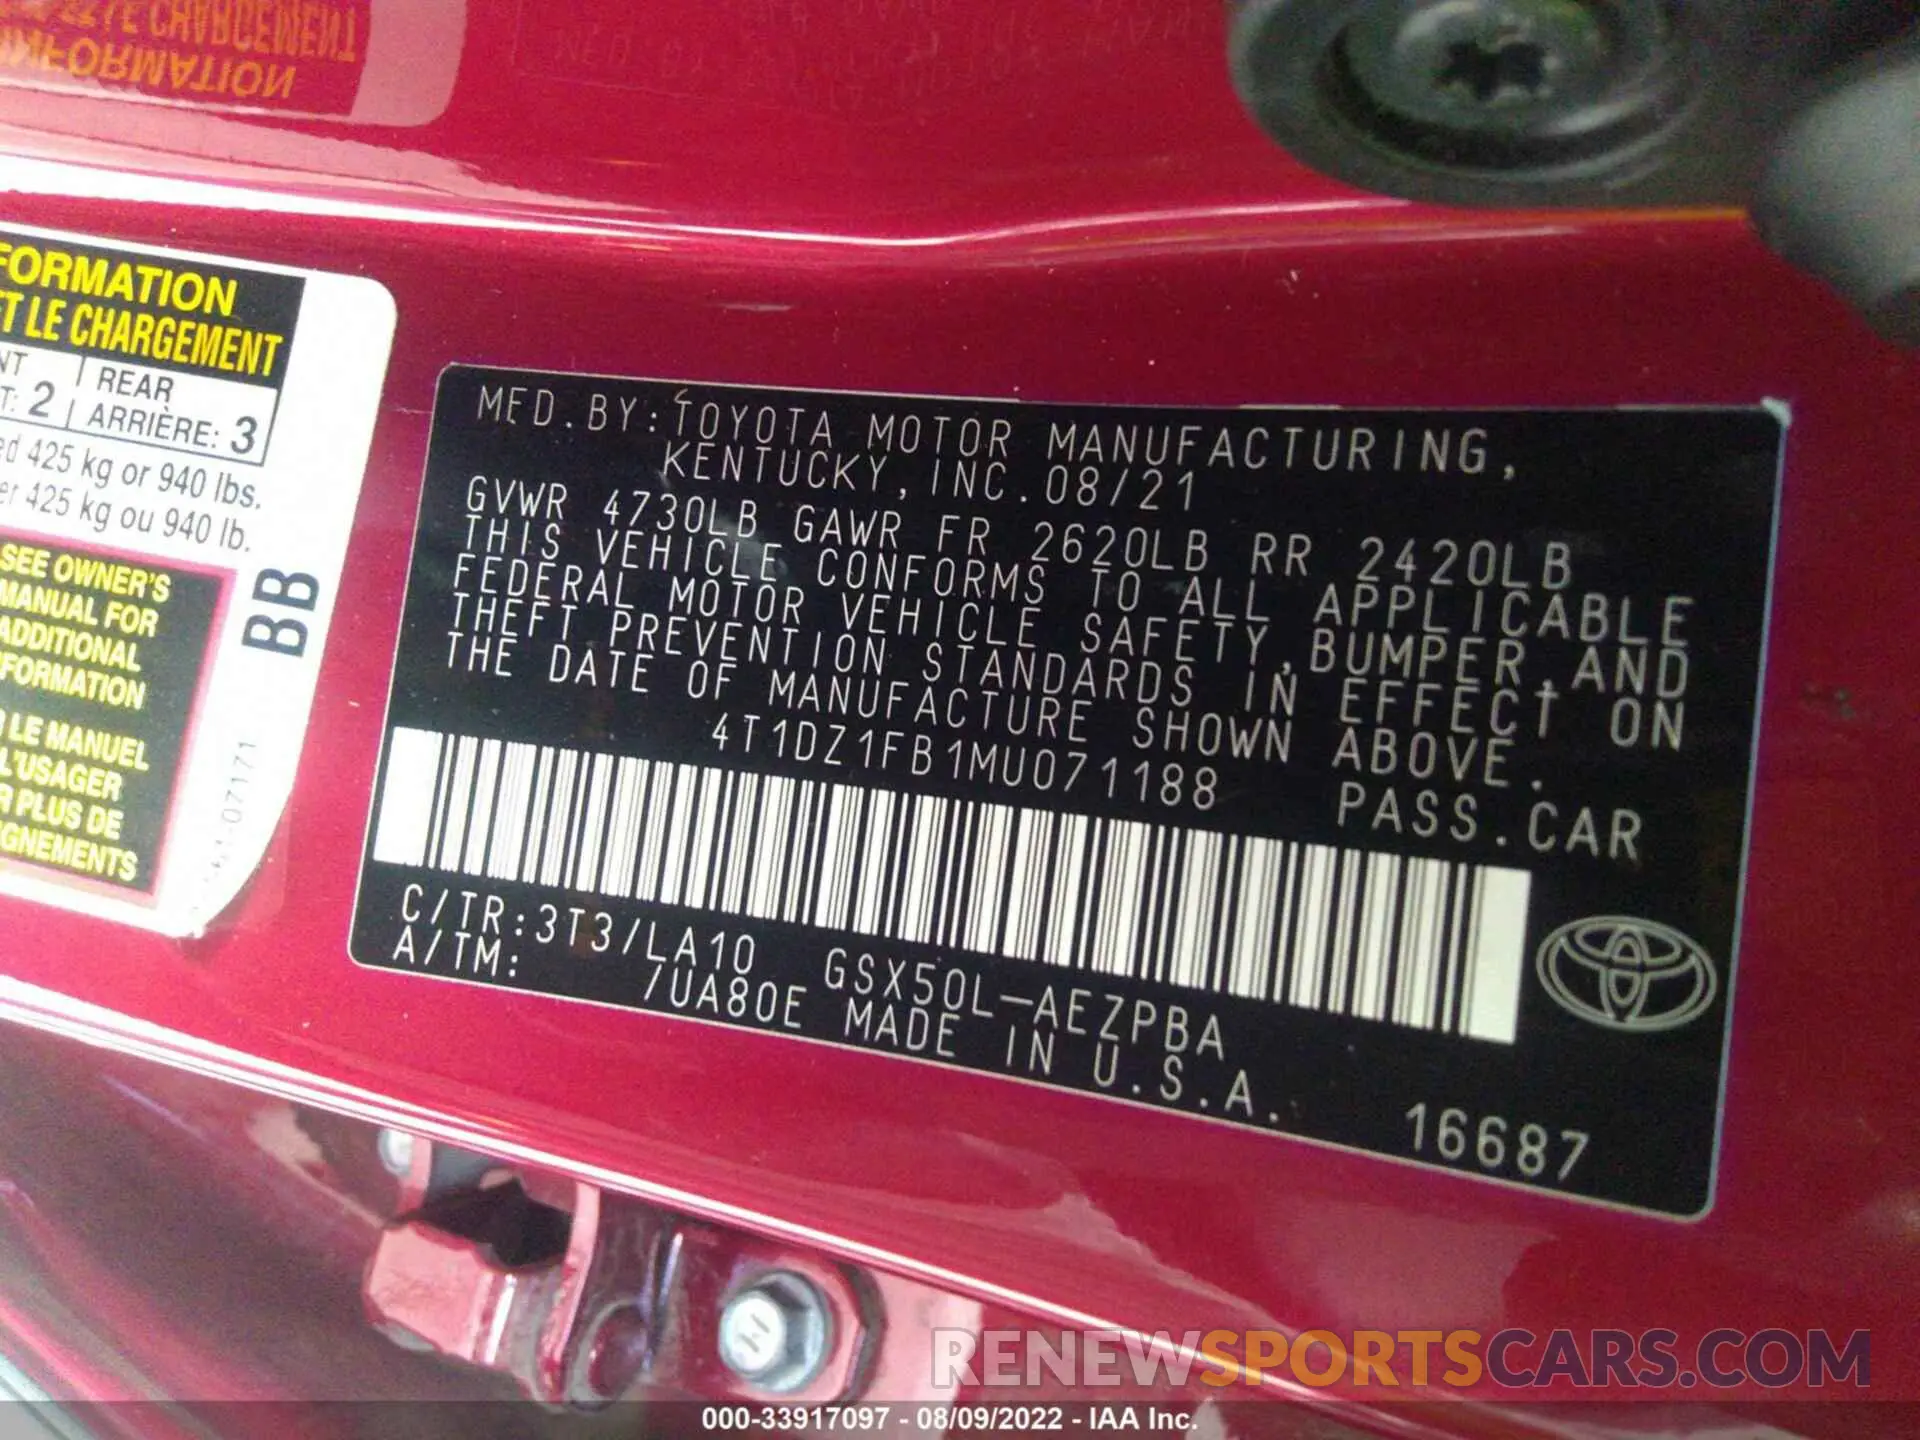 FORMATION
ET LE CHARGEMENT
REAR
2 ARRIÈRE: 3
425 kg or 940 lbs.
425 kg ou 940 lb.
SEE OWNER'S
MANUAL FOR
ADDITIONAL
FORMATION
LE MANUEL
L'USAGER
PLUS DE
GNEMENTS
BB
07171
MFD. BY: TOYOTA MOTOR MANUFACTURING,
KENTUCKY, INC. 08/21
GVWR 4730LB GAWR FR 2620LB RR 2420LB
THIS VEHICLE CONFORMS TO ALL APPLICABLE
FEDERAL MOTOR VEHICLE SAFETY, BUMPER, AND
THEFT PREVENTION STANDARDS IN EFFECT ON
THE DATE OF MANUFACTURE SHOWN ABOVE.
4T1DZ1FB1MU071188 PASS. CAR
C/TR: 3T3/LA10 GSX50L-AEZPBA
A/TM: /UA80E MADE IN U.S.A.
16687
RENEWSPORTSCARS.COM
000-33917097 - 08/09/2022 - IAA Inc.